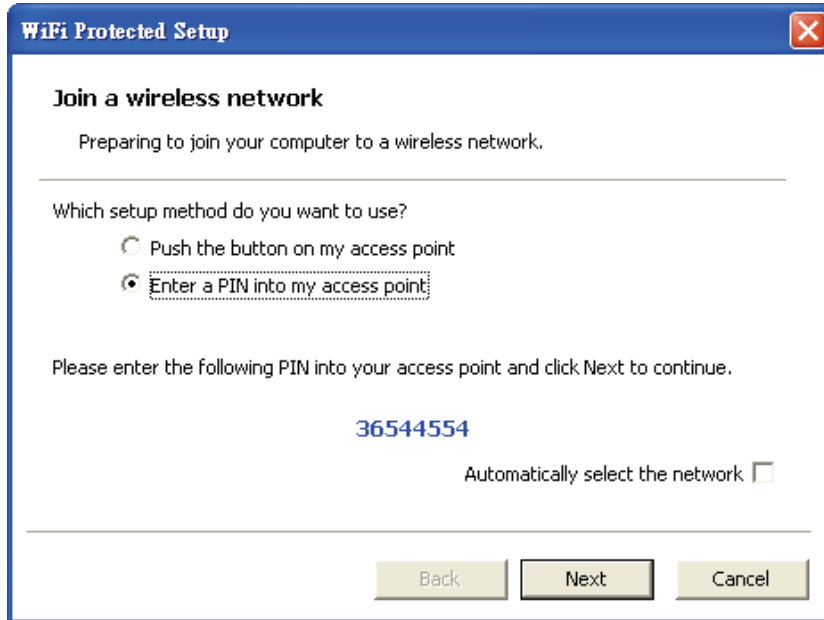 WiFi Protected Setup
Join a wireless network
Preparing to join your computer to a wireless network.
Which setup method do you want to use?
Push the button on my access point
Enter a PIN into my access point
Please enter the following PIN into your access point and click Next to continue.
36544554
Automatically select the network
Back Next Cancel